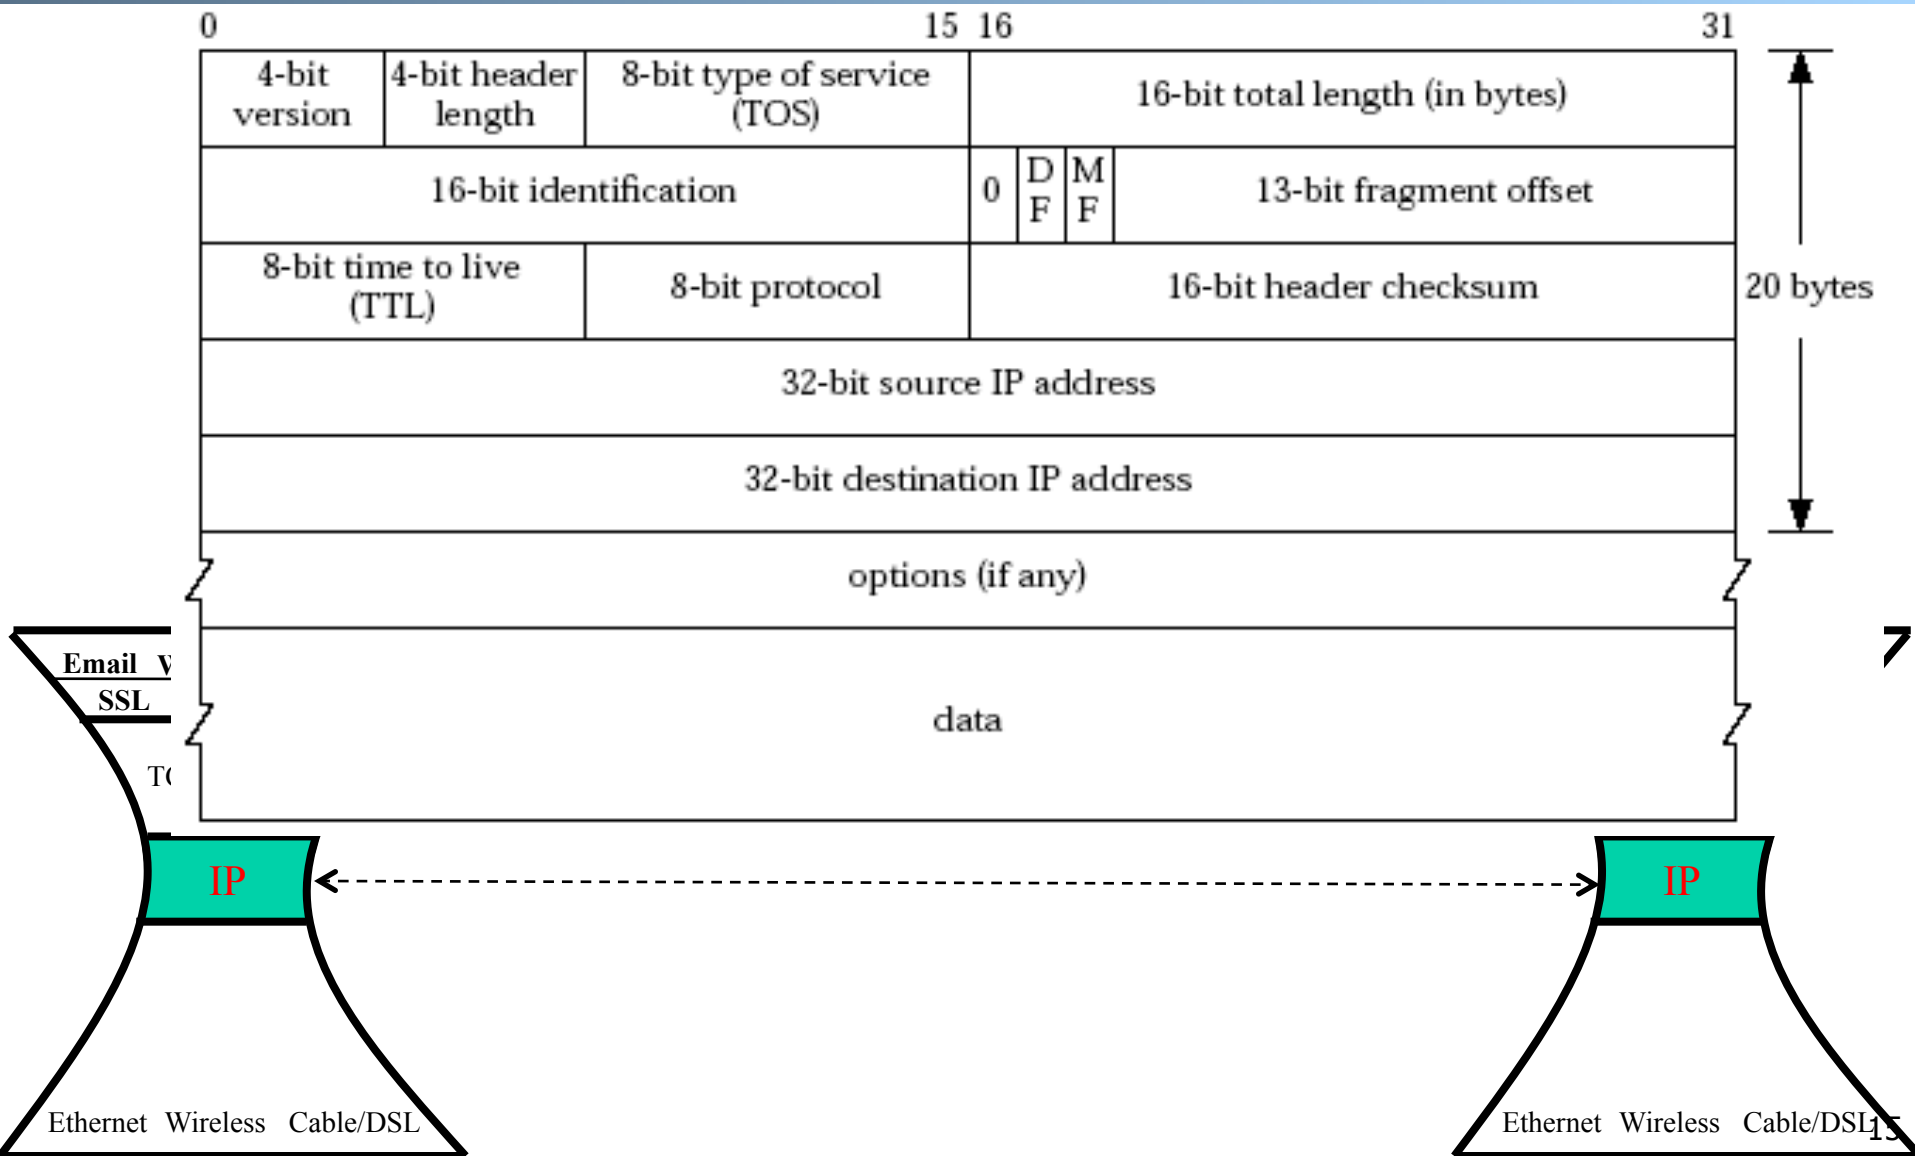 0 15 16 31
4-bit version
4-bit header length
8-bit type of service (TOS)
16-bit total length (in bytes)
16-bit identification
0
D F
M F
13-bit fragment offset
8-bit time to live (TTL)
8-bit protocol
16-bit header checksum
20 bytes
32-bit source IP address
32-bit destination IP address
options (if any)
data
Email
SSL
IP
IP
Ethernet Wireless Cable/DSL
Ethernet Wireless Cable/DSL
15